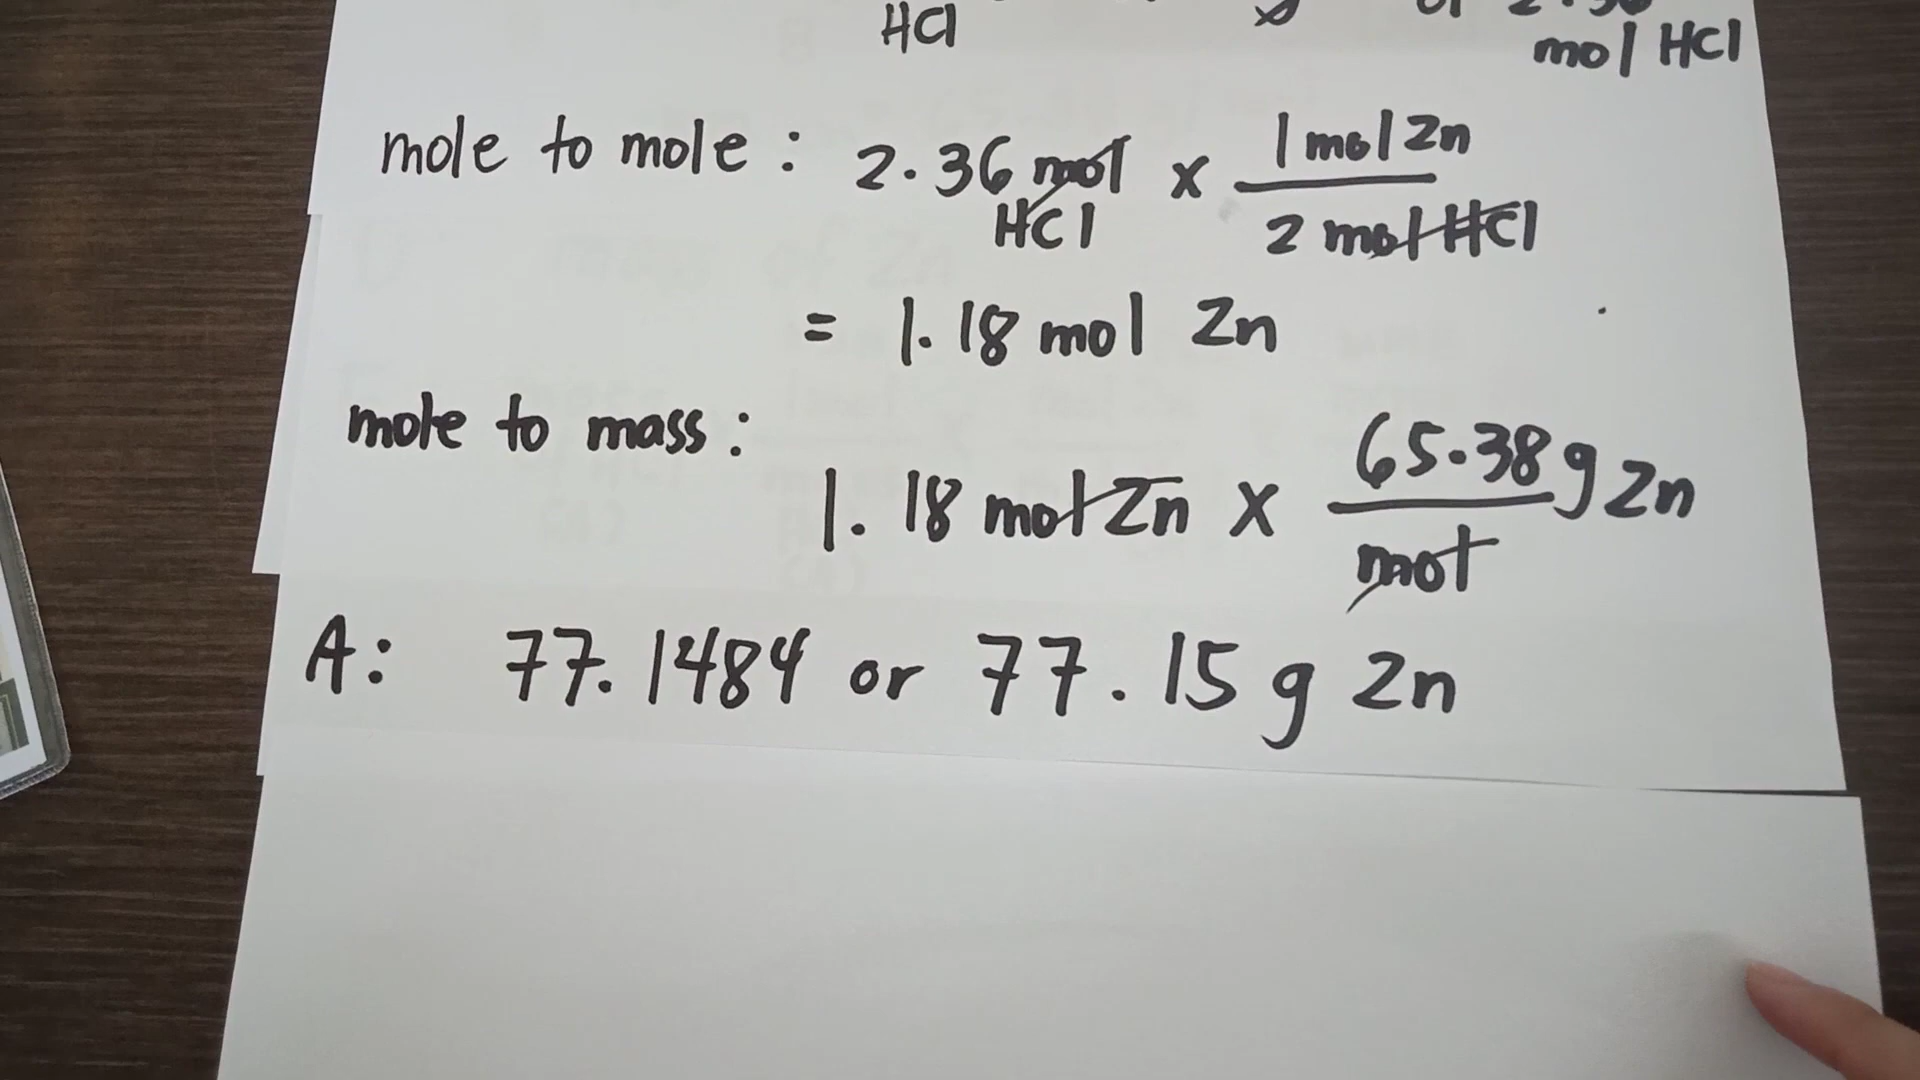 HCl
mol HCl
mole to mole : 2.36 mol HCl x 1 mol Zn
2 mol HCl
= 1.18 mol Zn
mole to mass :
1.18 mol Zn x 65.38 g Zn
mol
A: 77.1484 or 77.15 g Zn